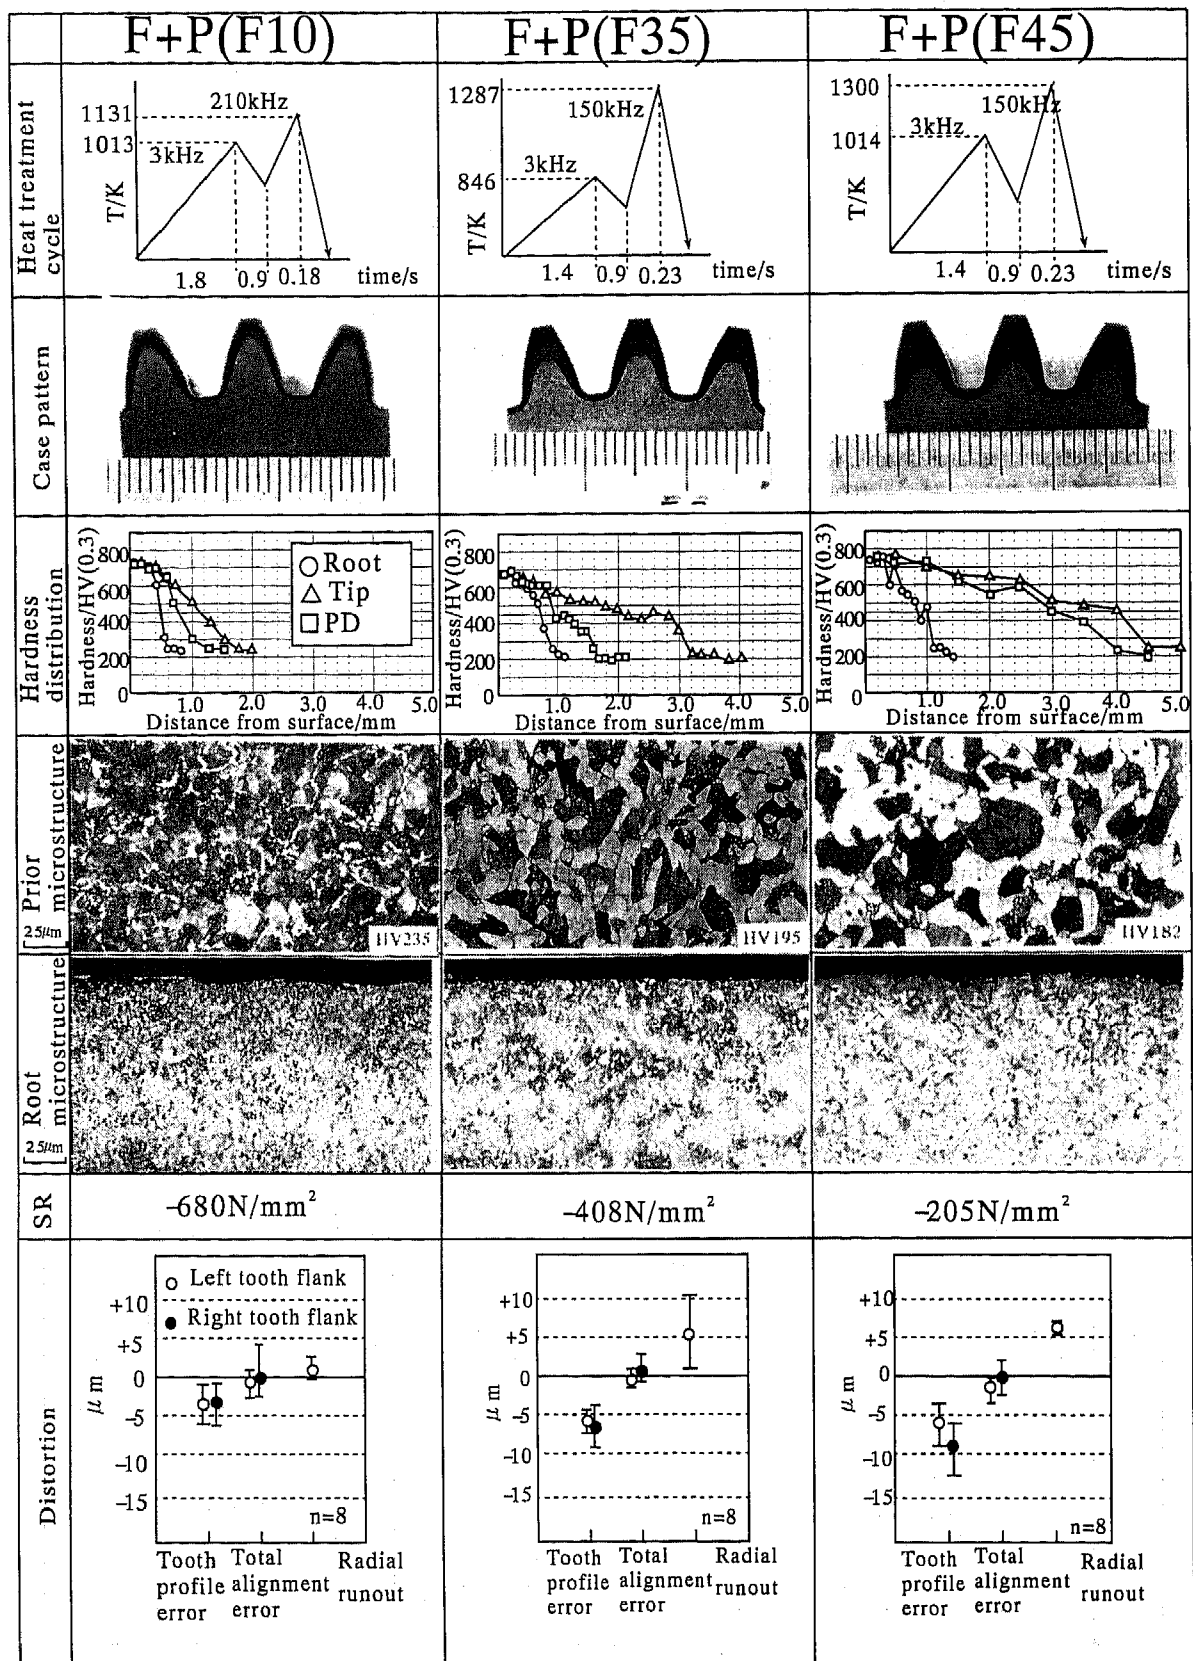 F+P(F10)
F+P(F35)
F+P(F45)
Heat treatment
cycle
T/K
1131
1013
210kHz
3kHz
1.8
0.9
0.18
time/s
T/K
1287
846
150kHz
3kHz
1.4
0.9
0.23
time/s
T/K
1300
1014
150kHz
3kHz
1.4
0.9
0.23
time/s
Case pattern
Hardness
distribution
Hardness/HV(0.3)
800
600
400
200
0
Root
Tip
PD
1.0
2.0
3.0
4.0
5.0
Distance from surface/mm
Hardness/HV(0.3)
800
600
400
200
0
1.0
2.0
3.0
4.0
5.0
Distance from surface/mm
Hardness/HV(0.3)
800
600
400
200
0
1.0
2.0
3.0
4.0
5.0
Distance from surface/mm
Prior
microstructure
25μm
HV235
HV195
HV182
Root
microstructure
25μm
SR
-680N/mm²
-408N/mm²
-205N/mm²
Distortion
μm
+10
+5
0
-5
-10
-15
Left tooth flank
Right tooth flank
n=8
Tooth
profile
error
Total
alignment
error
Radial
runout
μm
+10
+5
0
-5
-10
-15
n=8
Tooth
profile
error
Total
alignment
error
Radial
runout
μm
+10
+5
0
-5
-10
-15
n=8
Tooth
profile
error
Total
alignment
error
Radial
runout